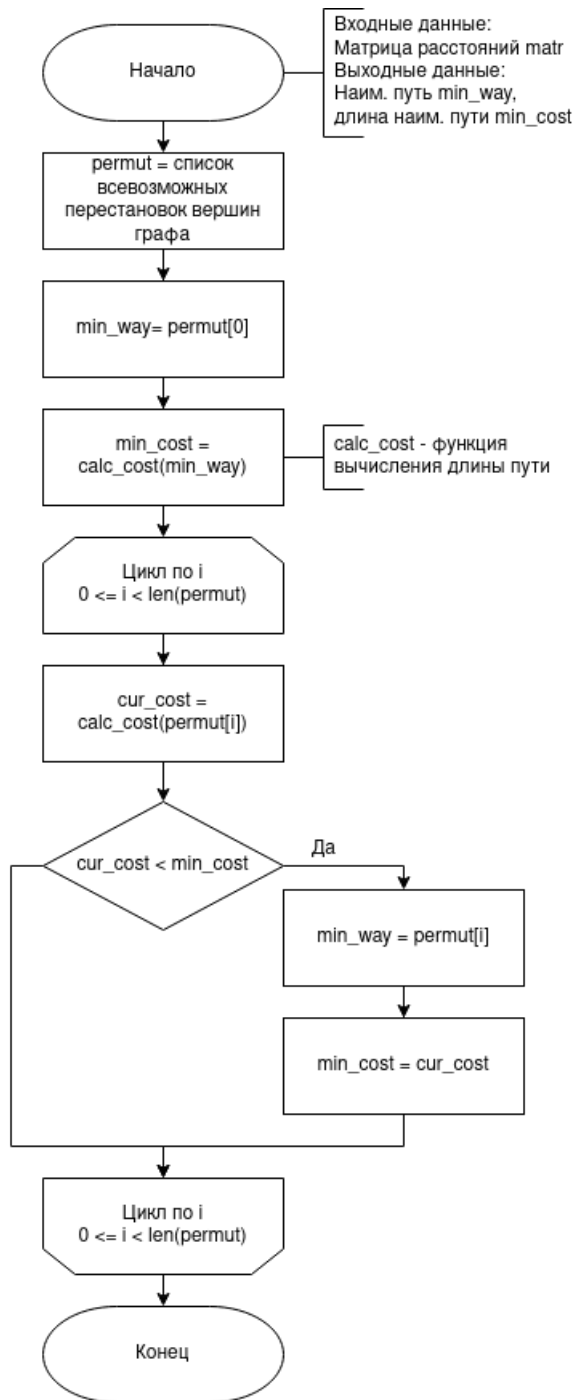 Начало
Входные данные:
Матрица расстояний matr
Выходные данные:
Наим. путь min_way,
длина наим. пути min_cost
permut = список
всевозможных
перестановок вершин
графа
min_way= permut[0]
min_cost =
calc_cost(min_way)
calc_cost - функция
вычисления длины пути
Цикл по i
0 <= i < len(permut)
cur_cost =
calc_cost(permut[i])
cur_cost < min_cost
Да
min_way = permut[i]
min_cost = cur_cost
Цикл по i
0 <= i < len(permut)
Конец